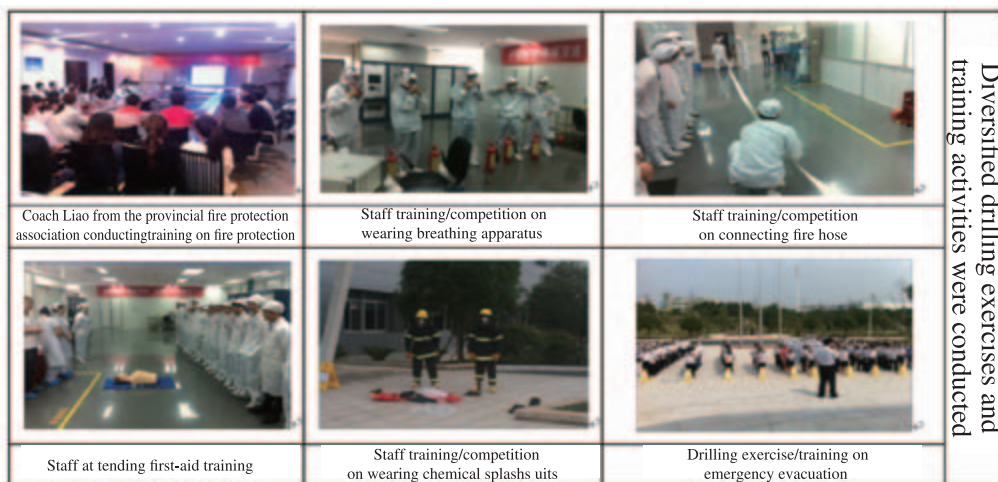 Coach Liao from the provincial fire protection
association conductingtraining on fire protection
Staff training/competition on
wearing breathing apparatus
Staff training/competition
on connecting fire hose
Staff at tending first-aid training
Staff training/competition
on wearing chemical splashs uits
Drilling exercise/training on
emergency evacuation
Diversified drilling exercises and
training activities were conducted